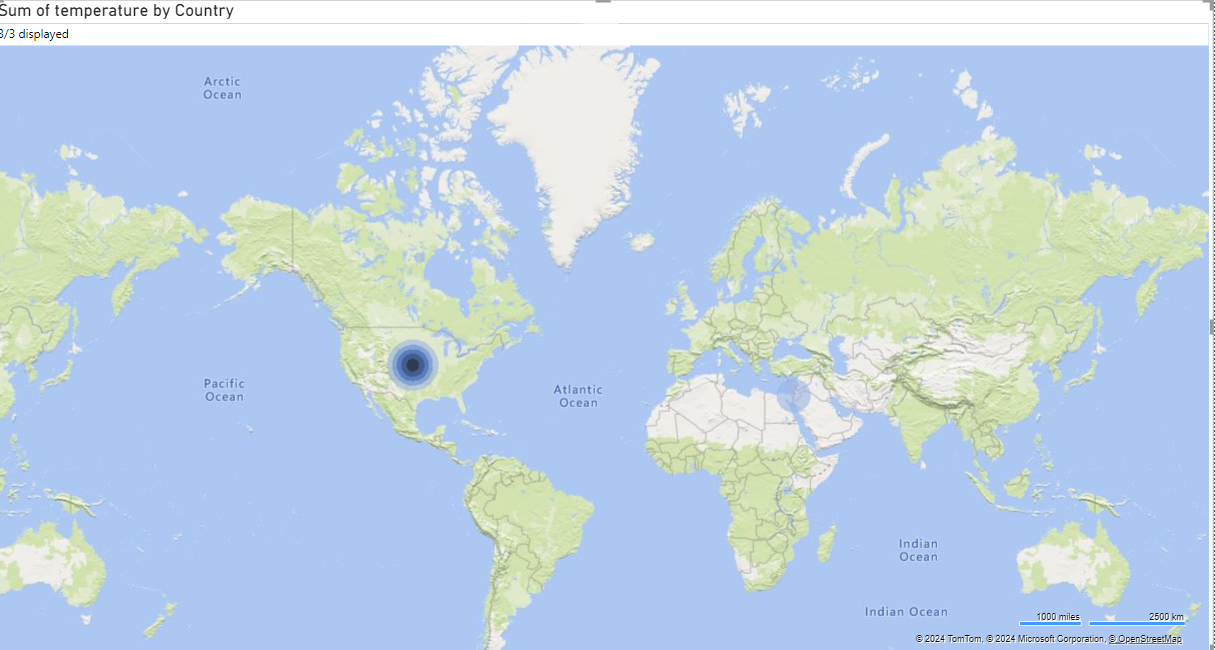 Sum of temperature by Country
3/3 displayed
Arctic
Ocean
Pacific
Ocean
Atlantic
Ocean
Indian
Ocean
Indian Ocean
1000 miles
2500 km
© 2024 TomTom, © 2024 Microsoft Corporation, © OpenStreetMap